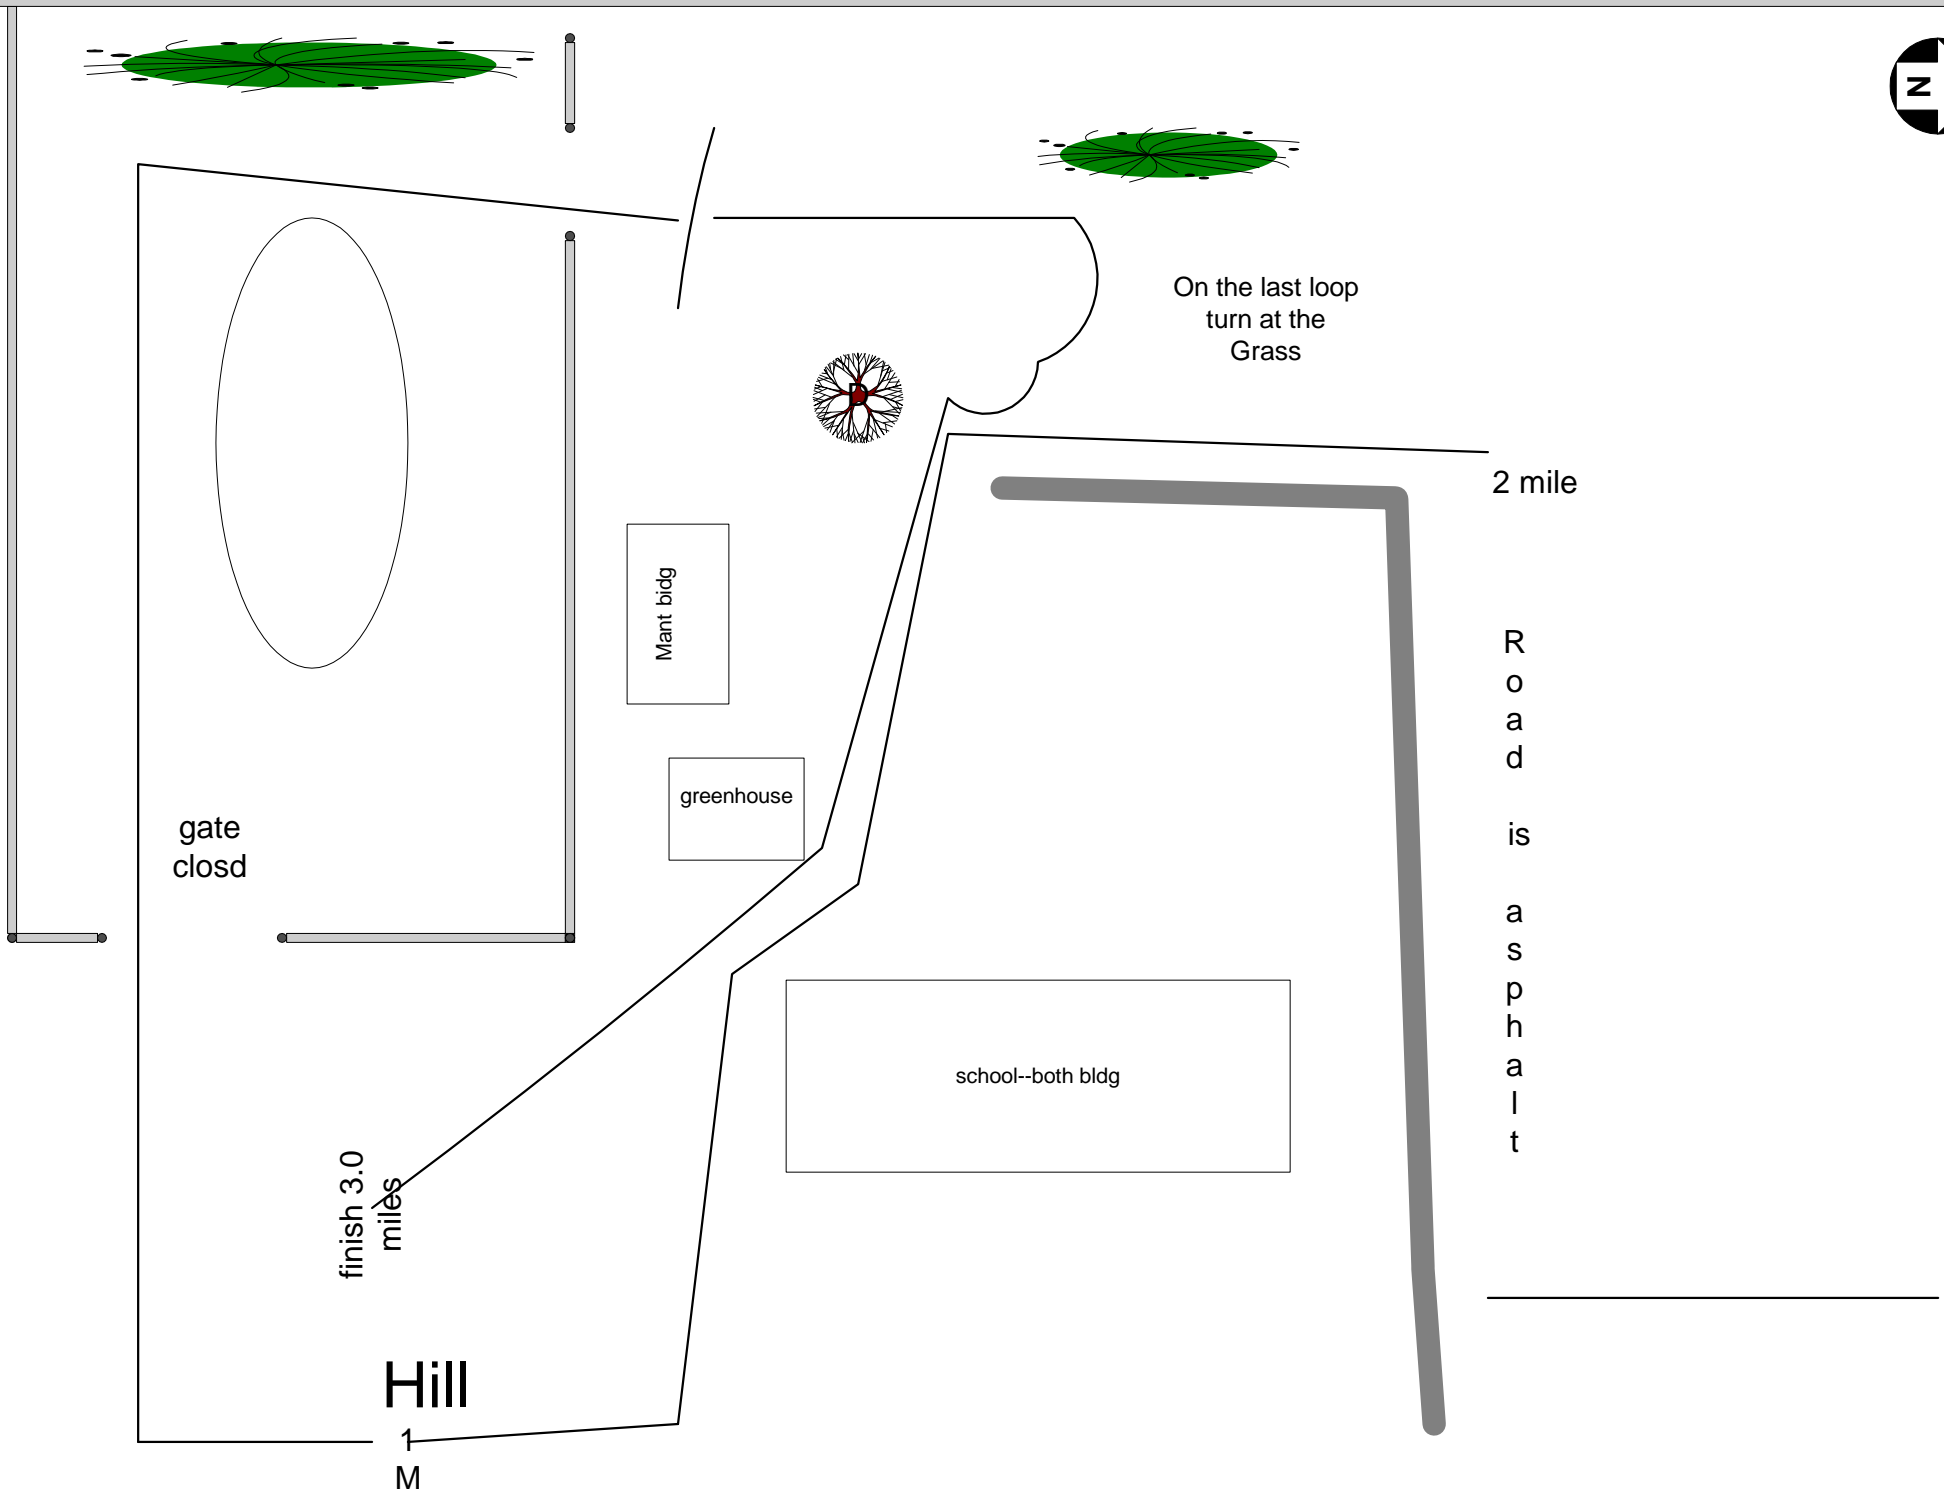 N
On the last loop
turn at the
Grass
D
2 mile
Mant bidg
R
o
a
d
is
a
s
p
h
a
l
t
greenhouse
gate
closd
school--both bldg
finish 3.0
miles
Hill
1
M